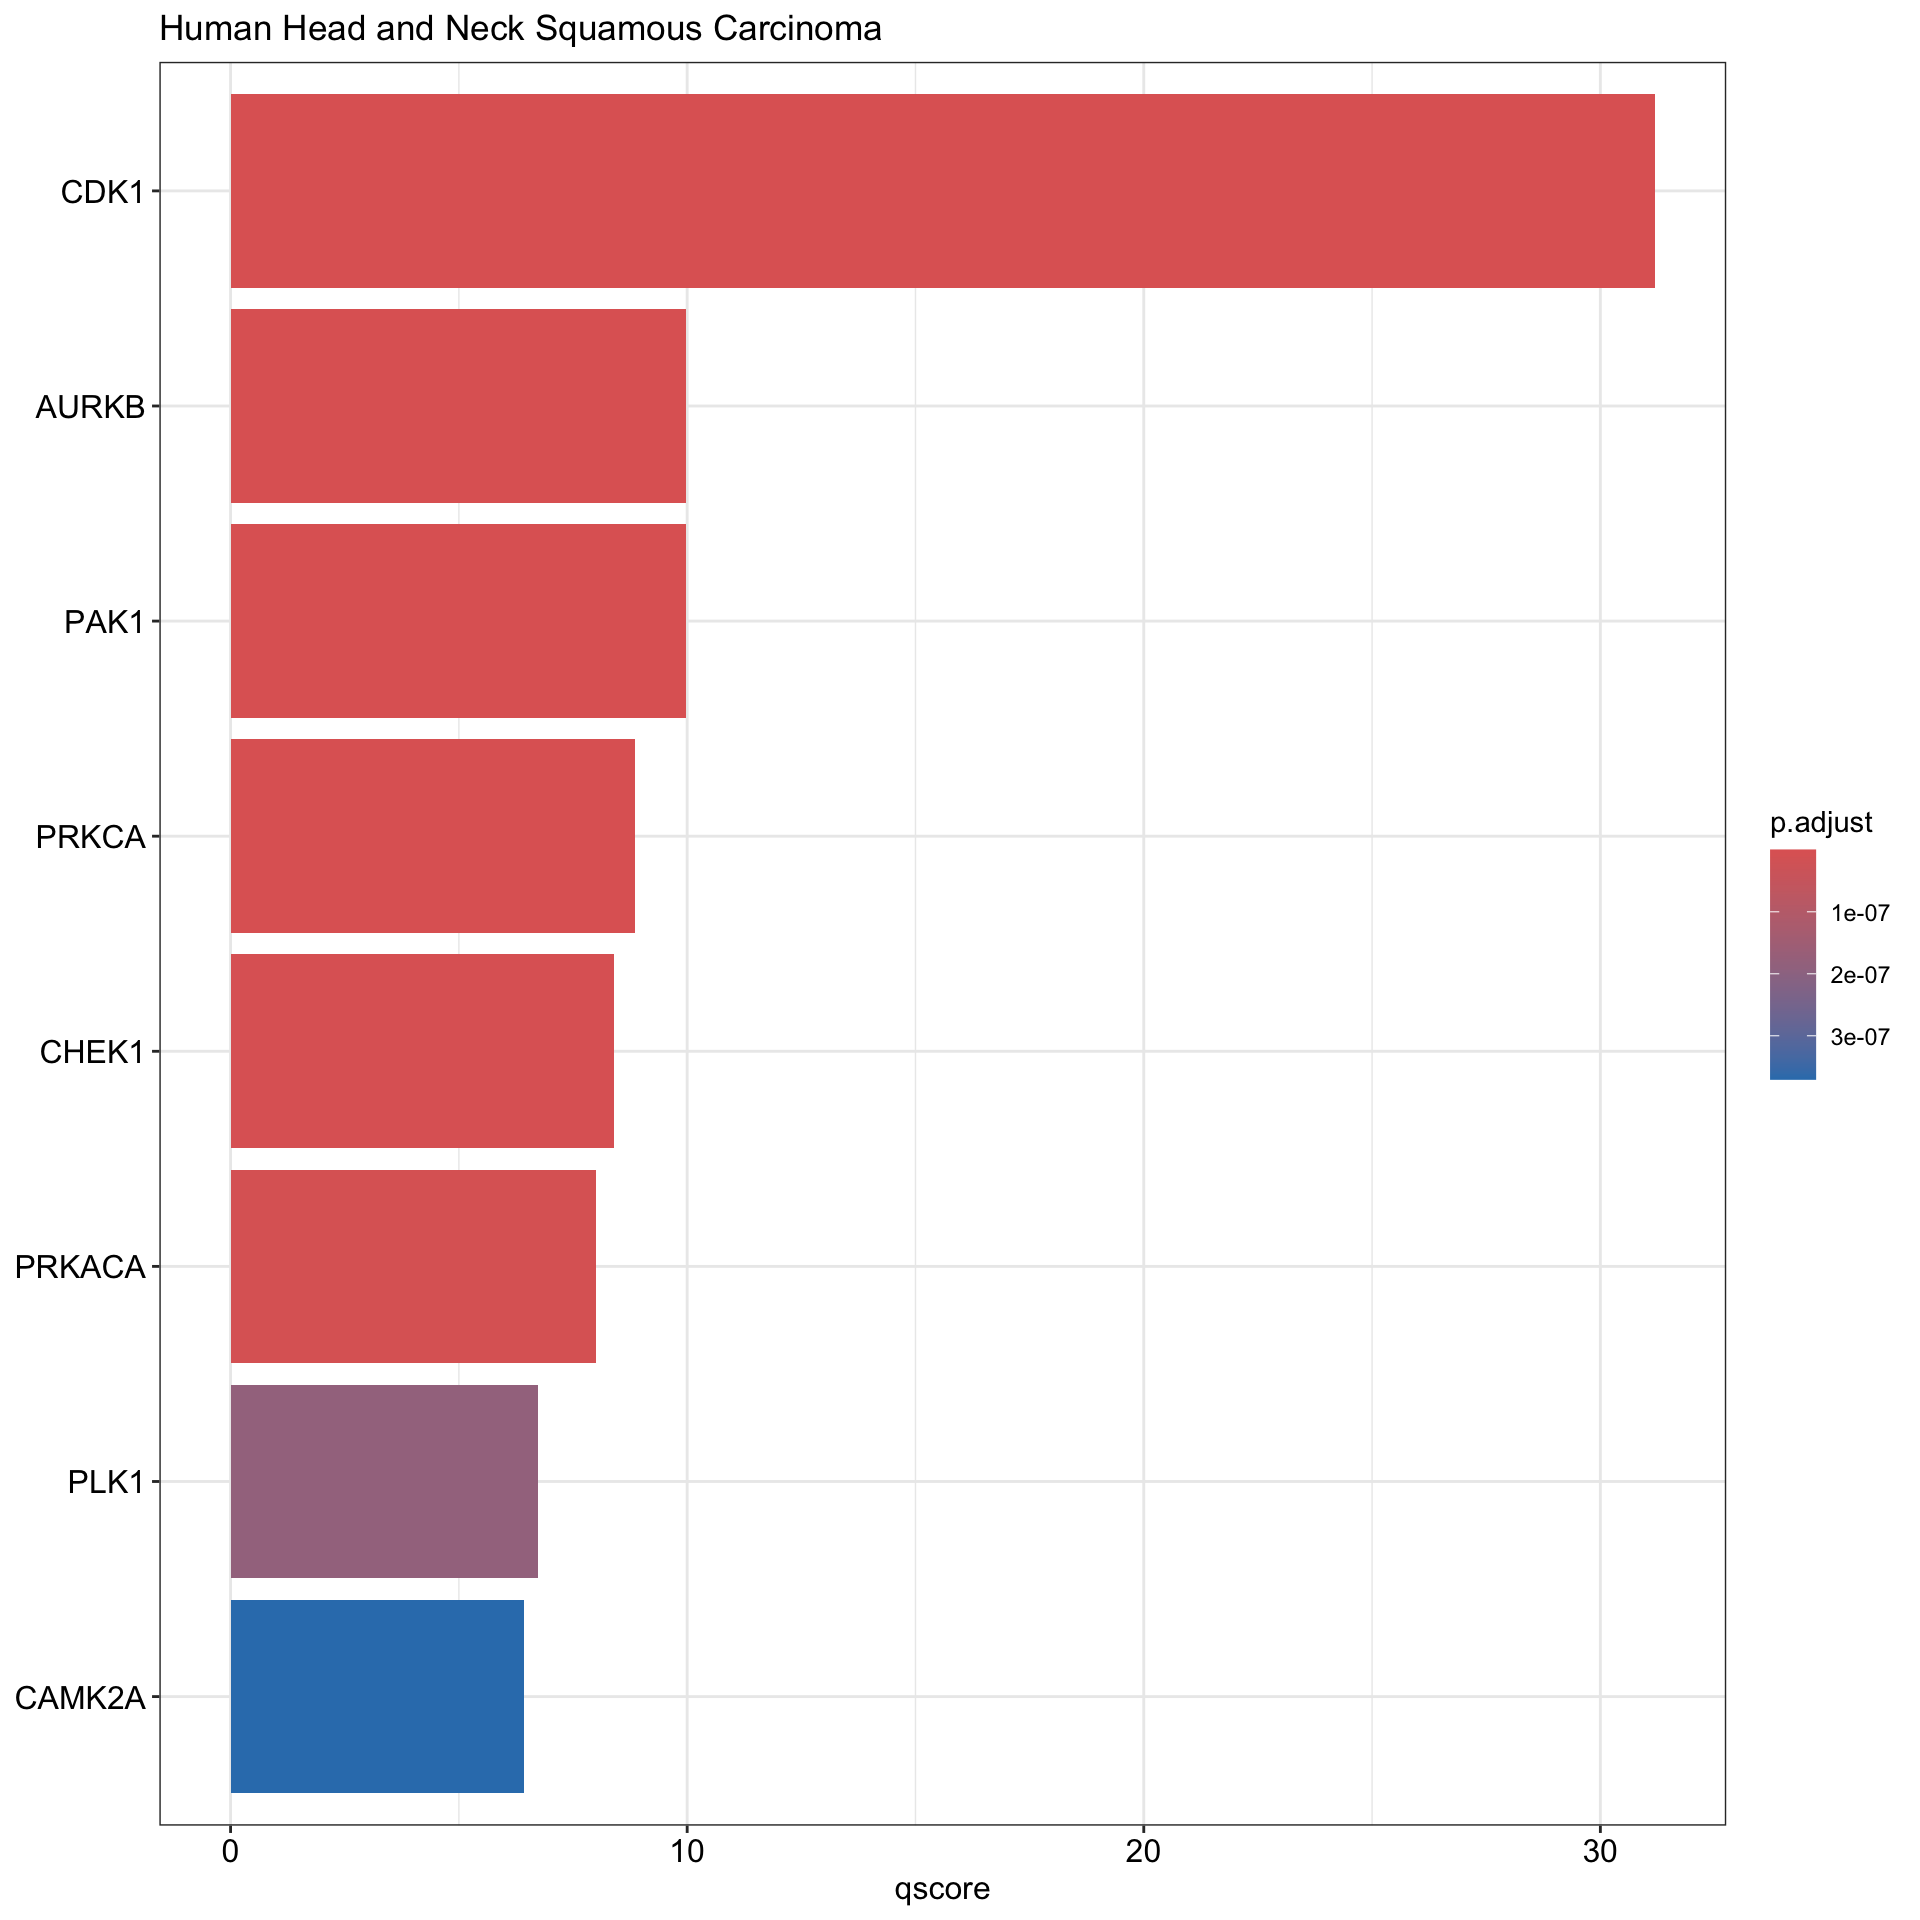 Human Head and Neck Squamous Carcinoma
CDK1
AURKB
PAK1
PRKCA
CHEK1
PRKACA
PLK1
CAMK2A
0 10 20 30
qscore
p.adjust
1e-07
2e-07
3e-07